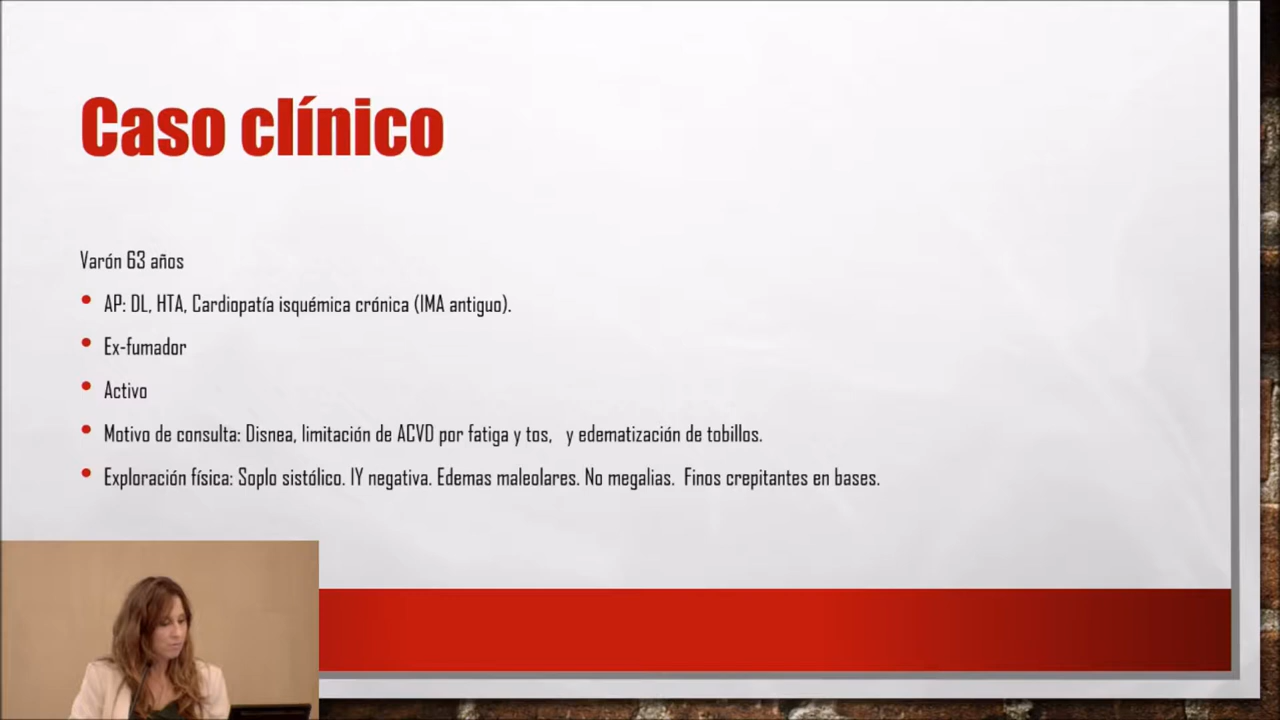 Caso clínico
Varón 63 años
• AP: DL, HTA, Cardiopatía isquémica crónica (IMA antiguo).
• Ex-fumador
• Activo
• Motivo de consulta: Disnea, limitación de ACVD por fatiga y tos, y edematización de tobillos.
• Exploración física: Soplo sistólico. IY negativa. Edemas maleolares. No megalias. Finos crepitantes en bases.